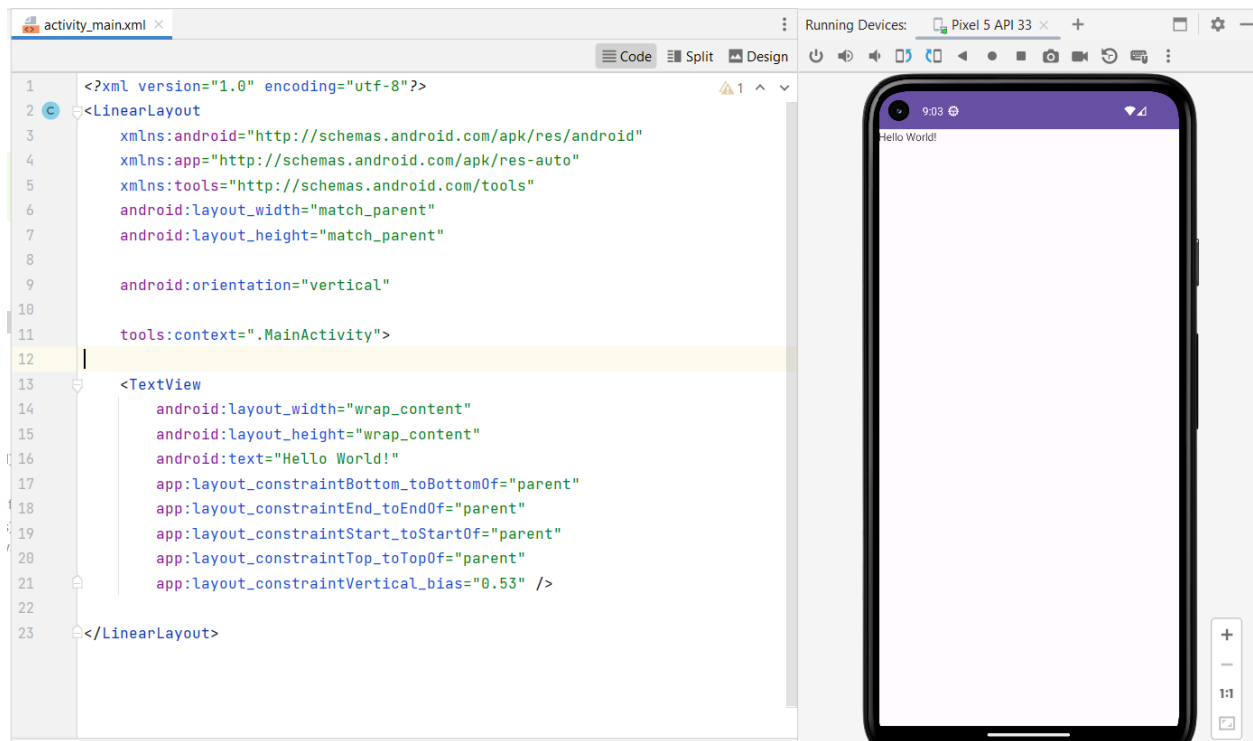 activity_main.xml
Running Devices: Pixel 5 API 33
Code Split Design
1 <?xml version="1.0" encoding="utf-8"?>
1
2 C <LinearLayout
3 xmlns:android="http://schemas.android.com/apk/res/android"
4 xmlns:app="http://schemas.android.com/apk/res-auto"
5 xmlns:tools="http://schemas.android.com/tools"
6 android:layout_width="match_parent"
7 android:layout_height="match_parent"
8
9 android:orientation="vertical"
10
11 tools:context=".MainActivity">
12
13 <TextView
14 android:layout_width="wrap_content"
15 android:layout_height="wrap_content"
16 android:text="Hello World!"
17 app:layout_constraintBottom_toBottomOf="parent"
18 app:layout_constraintEnd_toEndOf="parent"
19 app:layout_constraintStart_toStartOf="parent"
20 app:layout_constraintTop_toTopOf="parent"
21 app:layout_constraintVertical_bias="0.53" />
22
23 </LinearLayout>
9:03
Hello World!
1:1